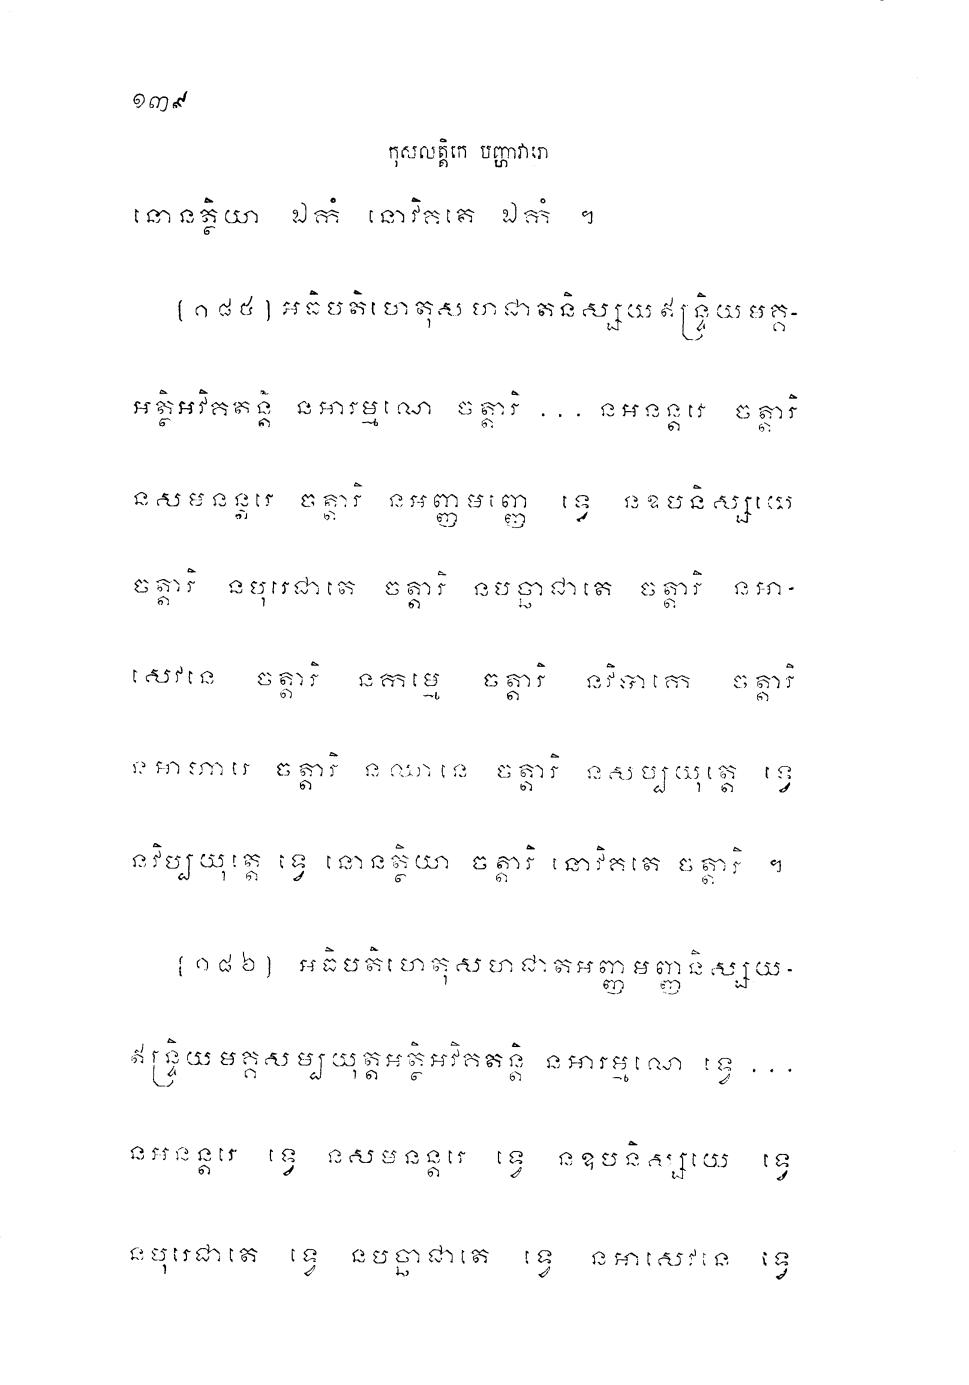 ១៣៩
កុសលត្តិកេ បញ្ហាវារោ
នោនត្ថិយា ឯកំ នោវិគតេ ឯកំ ។
(១៨៥) អធិបតិហេតុសហជាតនិស្សយឥន្ទ្រិយមគ្គ-
អត្ថិអវិគតន្តិ នអារម្មណេ ចត្តារិ ... នអនន្តរេ ចត្តារិ
នសមនន្តរេ ចត្តារិ នអញ្ញមញ្ញេ ទ្វេ នឧបនិស្សយេ
ចត្តារិ នបុរេជាតេ ចត្តារិ នបច្ឆាជាតេ ចត្តារិ នអា-
សេវនេ ចត្តារិ នកម្មេ ចត្តារិ នវិបាកេ ចត្តារិ
នអាហារេ ចត្តារិ នឈានេ ចត្តារិ នសម្បយុត្តេ ទ្វេ
នវិប្បយុត្តេ ទ្វេ នោនត្ថិយា ចត្តារិ នោវិគតេ ចត្តារិ ។
(១៨៦) អធិបតិហេតុសហជាតអញ្ញមញ្ញនិស្សយ-
ឥន្ទ្រិយមគ្គសម្បយុត្តអត្ថិអវិគតន្តិ នអារម្មណេ ទ្វេ ...
នអនន្តរេ ទ្វេ នសមនន្តរេ ទ្វេ នឧបនិស្សយេ ទ្វេ
នបុរេជាតេ ទ្វេ នបច្ឆាជាតេ ទ្វេ នអាសេវនេ ទ្វេ